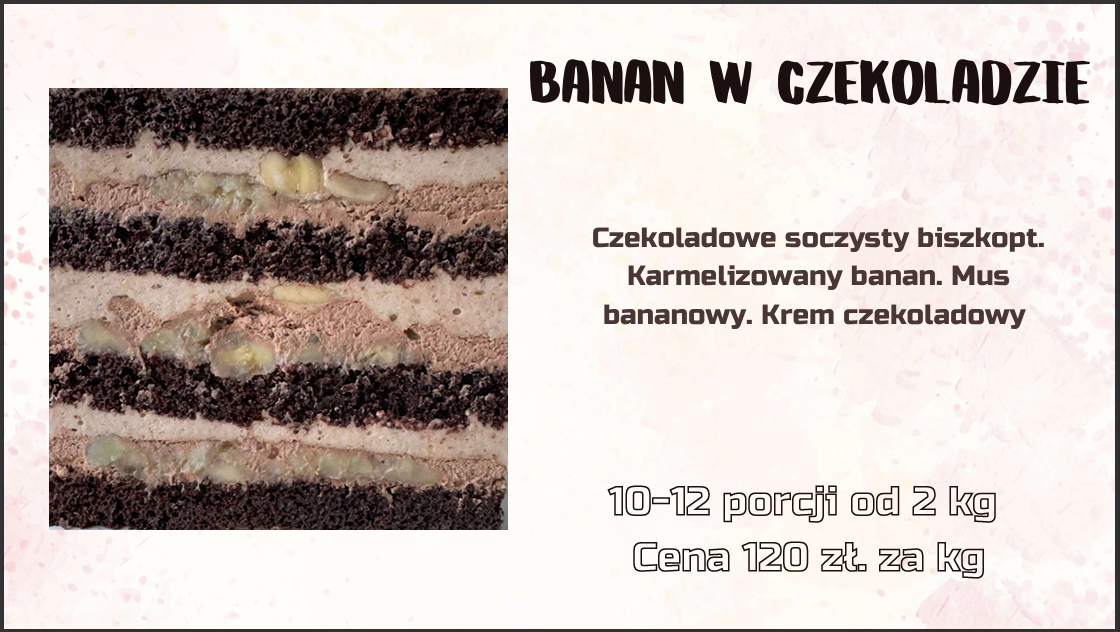 BANAN W CZEKOLADZIE
Czekoladowe soczysty biszkopt.
Karmelizowany banan. Mus
bananowy. Krem czekoladowy
10-12 porcji od 2 kg
Cena 120 zł. za kg